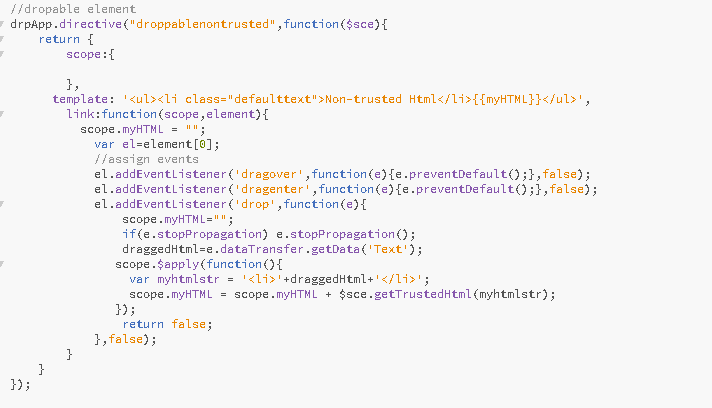 //dropable element
drpApp.directive("droppablenontrusted",function($sce){
    return {
        scope:{

        },
      template: '<ul><li class="defaulttext">Non-trusted Html</li>{{myHTML}}</ul>',
        link:function(scope,element){
          scope.myHTML = "";
            var el=element[0];
            //assign events
            el.addEventListener('dragover',function(e){e.preventDefault();},false);
            el.addEventListener('dragenter',function(e){e.preventDefault();},false);
            el.addEventListener('drop',function(e){
                scope.myHTML="";
                if(e.stopPropagation) e.stopPropagation();
                draggedHtml=e.dataTransfer.getData('Text');
               scope.$apply(function(){
                 var myhtmlstr = '<li>'+draggedHtml+'</li>';
                 scope.myHTML = scope.myHTML + $sce.getTrustedHtml(myhtmlstr);
               });
                return false;
            },false);
        }
    }
});